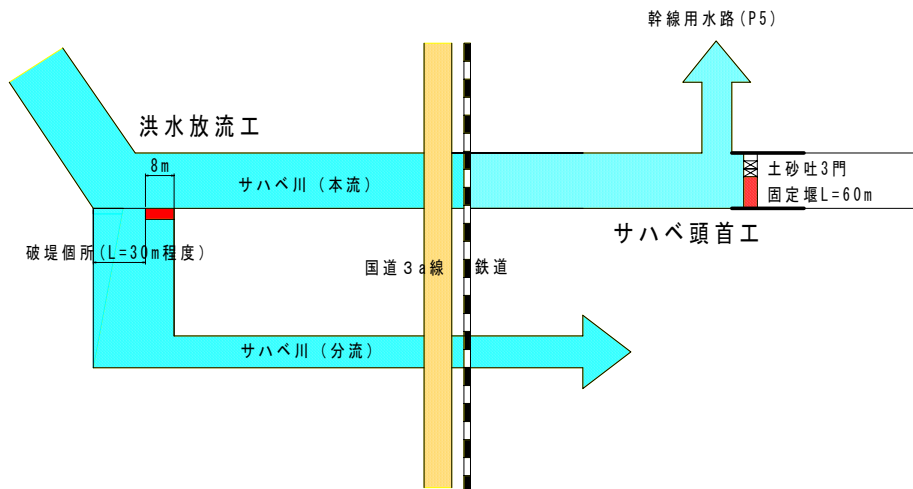 幹線用水路(P5)
洪水放流工
8m
サハベ川(本流)
土砂吐3門
固定堰L=60m
サハベ頭首工
破堤個所(L=30m程度)
国道3a線
鉄道
サハベ川(分流)